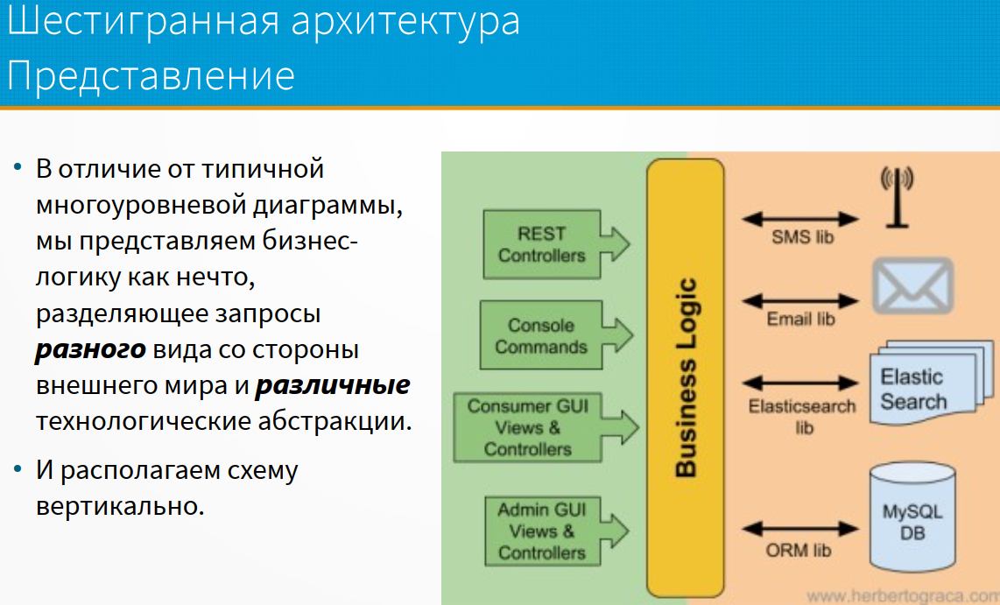 Шестигранная архитектура
Представление
• В отличие от типичной
многоуровневой диаграммы,
мы представляем бизнес-
логику как нечто,
разделяющее запросы
разного вида со стороны
внешнего мира и различные
технологические абстракции.
• И располагаем схему
вертикально.
REST
Controllers
Console
Commands
Consumer GUI
Views &
Controllers
Admin GUI
Views &
Controllers
Business Logic
SMS lib
Email lib
Elasticsearch
lib
ORM lib
Elastic
Search
MySQL
DB
www.herbertograca.com